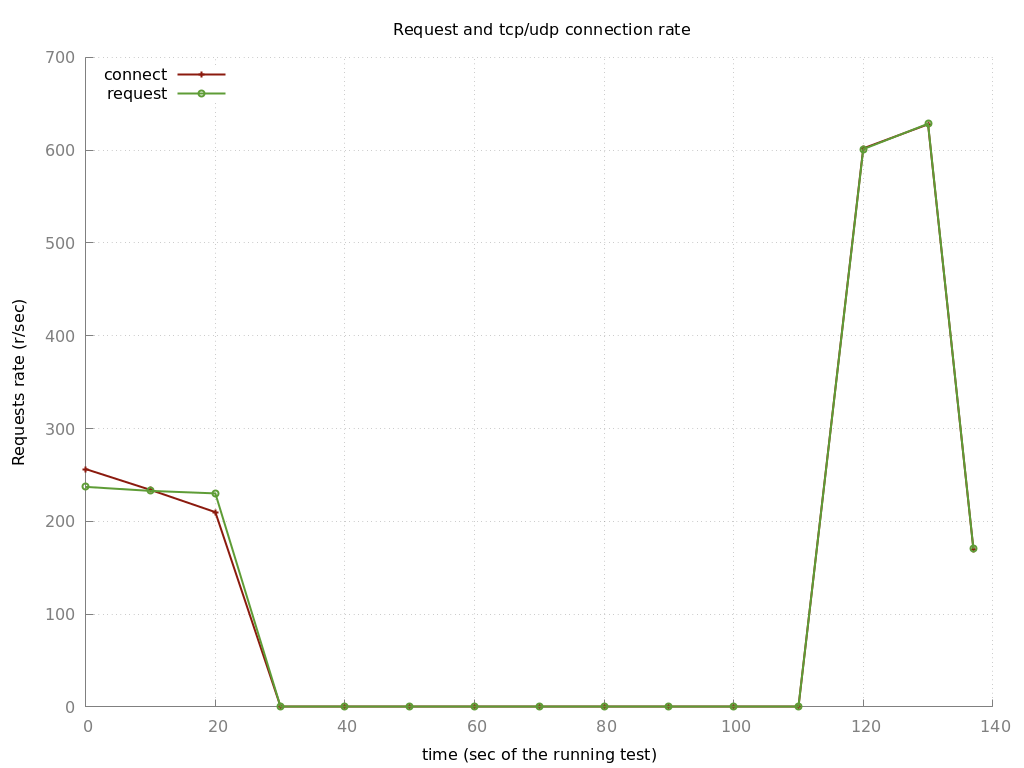 Request and tcp/udp connection rate
700
600
500
400
300
200
100
0
connect
request
Requests rate (r/sec)
0 20 40 60 80 100 120 140
time (sec of the running test)